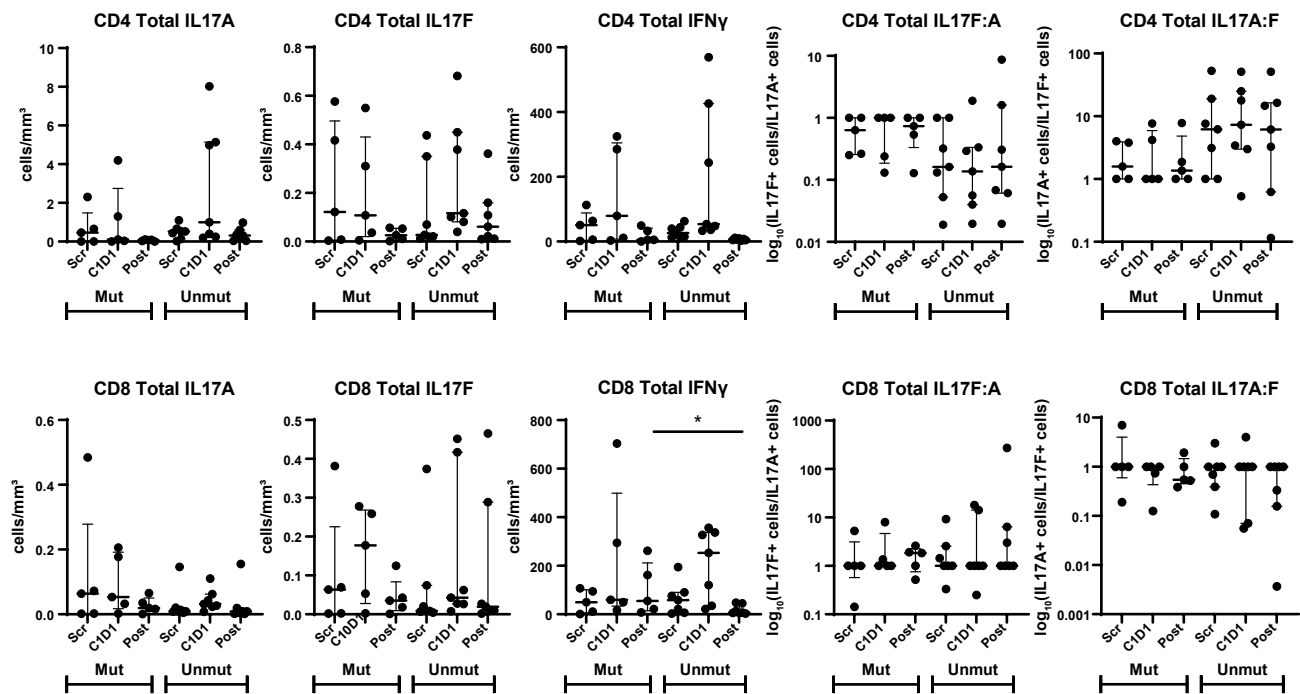 CD4 Total IL17A
cells/mm³
10
8
6
4
2
0
Scr
C1D1
Post
Scr
C1D1
Post
Mut
Unmut
CD4 Total IL17F
cells/mm³
0.8
0.6
0.4
0.2
0.0
Scr
C1D1
Post
Scr
C1D1
Post
Mut
Unmut
CD4 Total IFNγ
cells/mm³
600
400
200
0
Scr
C1D1
Post
Scr
C1D1
Post
Mut
Unmut
CD4 Total IL17F:A
log₁₀(IL17F+ cells/IL17A+ cells)
10
1
0.1
0.01
Scr
C1D1
Post
Scr
C1D1
Post
Mut
Unmut
CD4 Total IL17A:F
log₁₀(IL17A+ cells/IL17F+ cells)
100
10
1
0.1
Scr
C1D1
Post
Scr
C1D1
Post
Mut
Unmut
CD8 Total IL17A
cells/mm³
0.6
0.4
0.2
0.0
Scr
C1D1
Post
Scr
C1D1
Post
Mut
Unmut
CD8 Total IL17F
cells/mm³
0.5
0.4
0.3
0.2
0.1
0.0
Scr
C1D1
Post
Scr
C1D1
Post
Mut
Unmut
CD8 Total IFNγ
cells/mm³
800
600
400
200
0
*
Scr
C1D1
Post
Scr
C1D1
Post
Mut
Unmut
CD8 Total IL17F:A
log₁₀(IL17F+ cells/IL17A+ cells)
1000
100
10
1
0.1
Scr
C1D1
Post
Scr
C1D1
Post
Mut
Unmut
CD8 Total IL17A:F
log₁₀(IL17A+ cells/IL17F+ cells)
10
1
0.1
0.01
0.001
Scr
C1D1
Post
Scr
C1D1
Post
Mut
Unmut